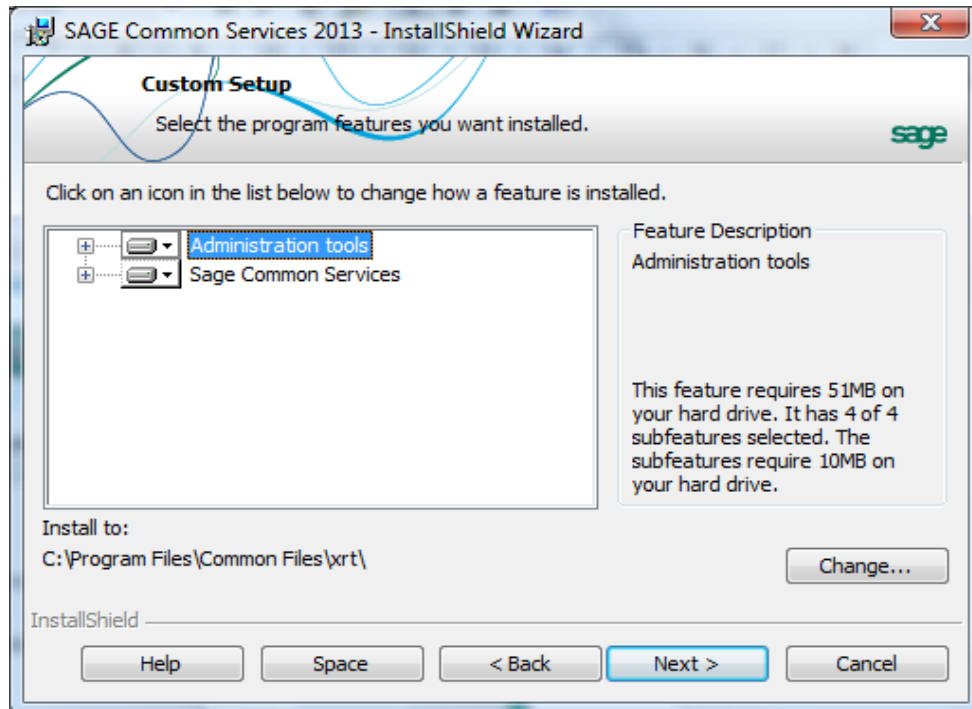 SAGE Common Services 2013 - InstallShield Wizard
Custom Setup
Select the program features you want installed.
sage
Click on an icon in the list below to change how a feature is installed.
Administration tools
Sage Common Services
Feature Description
Administration tools
This feature requires 51MB on
your hard drive. It has 4 of 4
subfeatures selected. The
subfeatures require 10MB on
your hard drive.
Install to:
C:\Program Files\Common Files\xrt\
Change...
InstallShield
Help
Space
< Back
Next >
Cancel